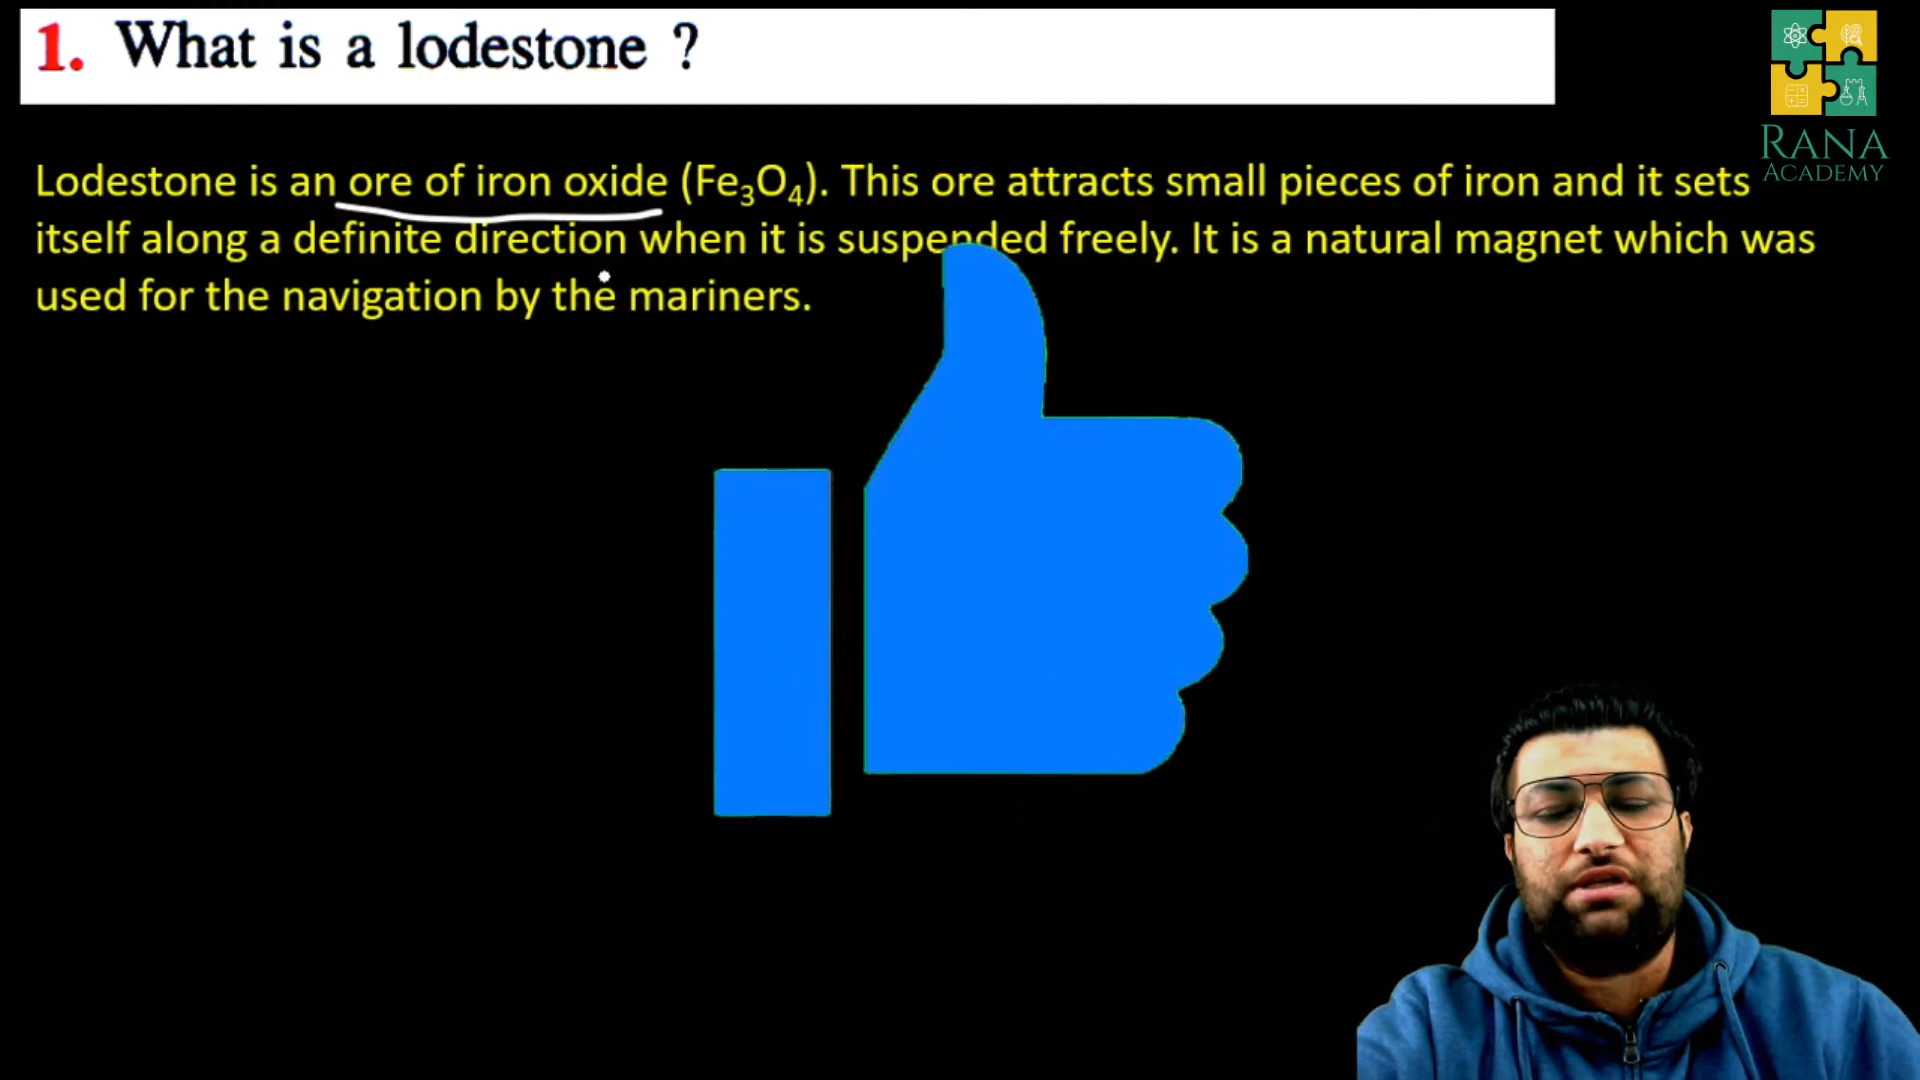 1. What is a lodestone ?
RANA
ACADEMY
Lodestone is an ore of iron oxide (Fe₃O₄). This ore attracts small pieces of iron and it sets
itself along a definite direction when it is suspended freely. It is a natural magnet which was
used for the navigation by the mariners.